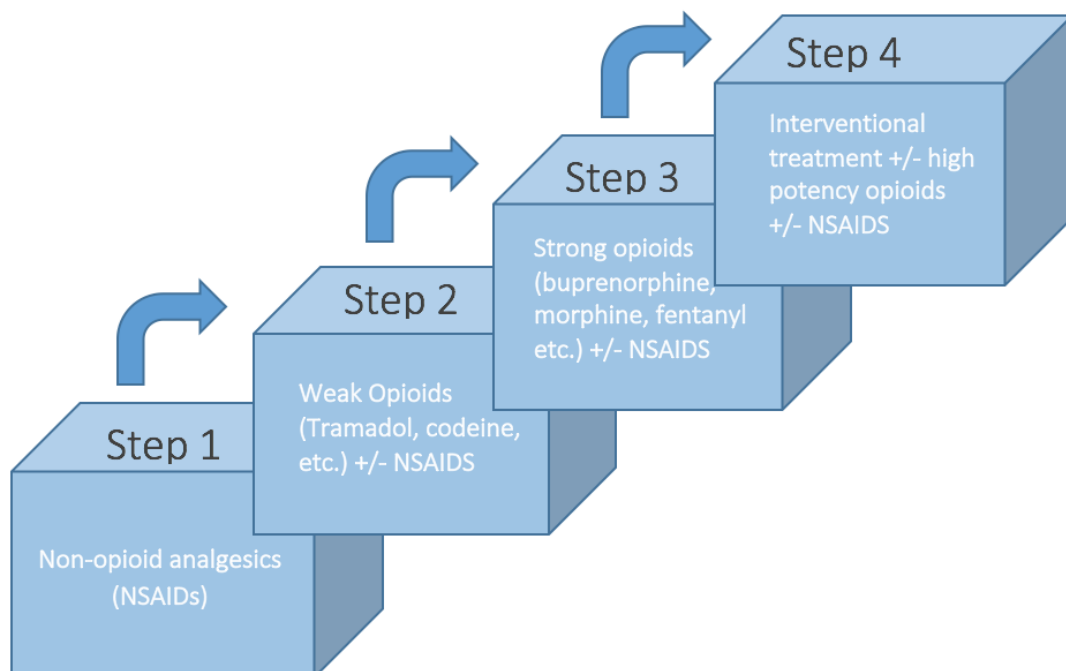 Step 1
Non-opioid analgesics
(NSAIDs)
Step 2
Weak Opioids
(Tramadol, codeine,
etc.) +/- NSAIDS
Step 3
Strong opioids
(buprenorphine,
morphine, fentanyl
etc.) +/- NSAIDS
Step 4
Interventional
treatment +/- high
potency opioids
+/- NSAIDS